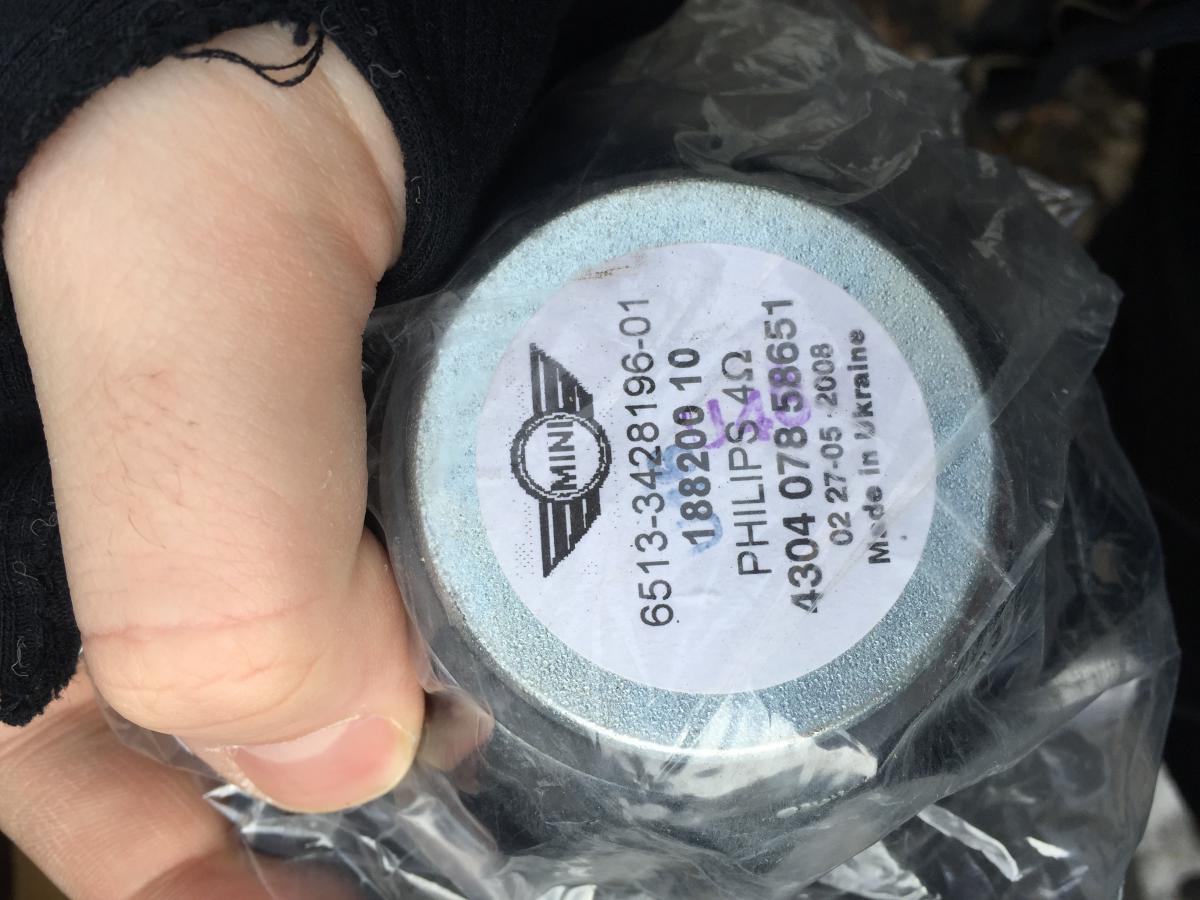 MINI
6513-3428196-01
188200 10
PHILIPS 4Ω
4304 078 58651
02 27-05 · 2008
Made in Ukraine